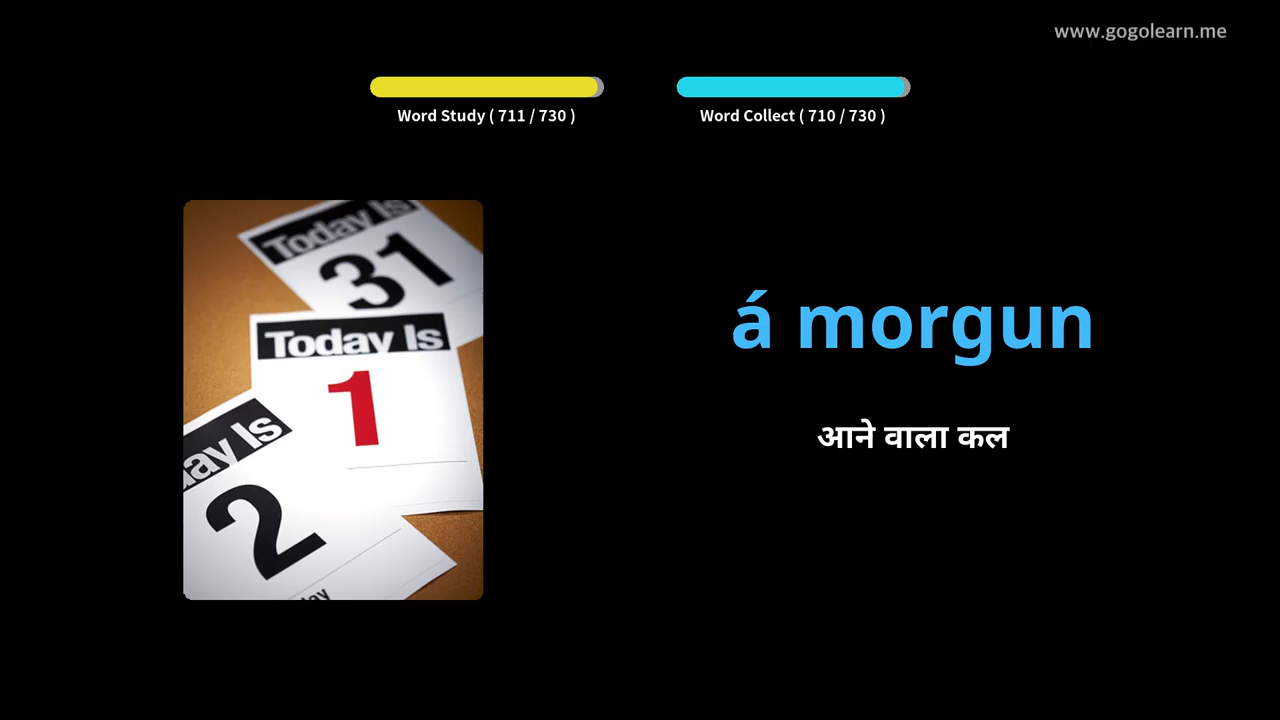 www.gogolearn.me
Word Study ( 711 / 730 )
Word Collect ( 710 / 730 )
Today Is
31
Today Is
1
ay Is
2
á morgun
आने वाला कल